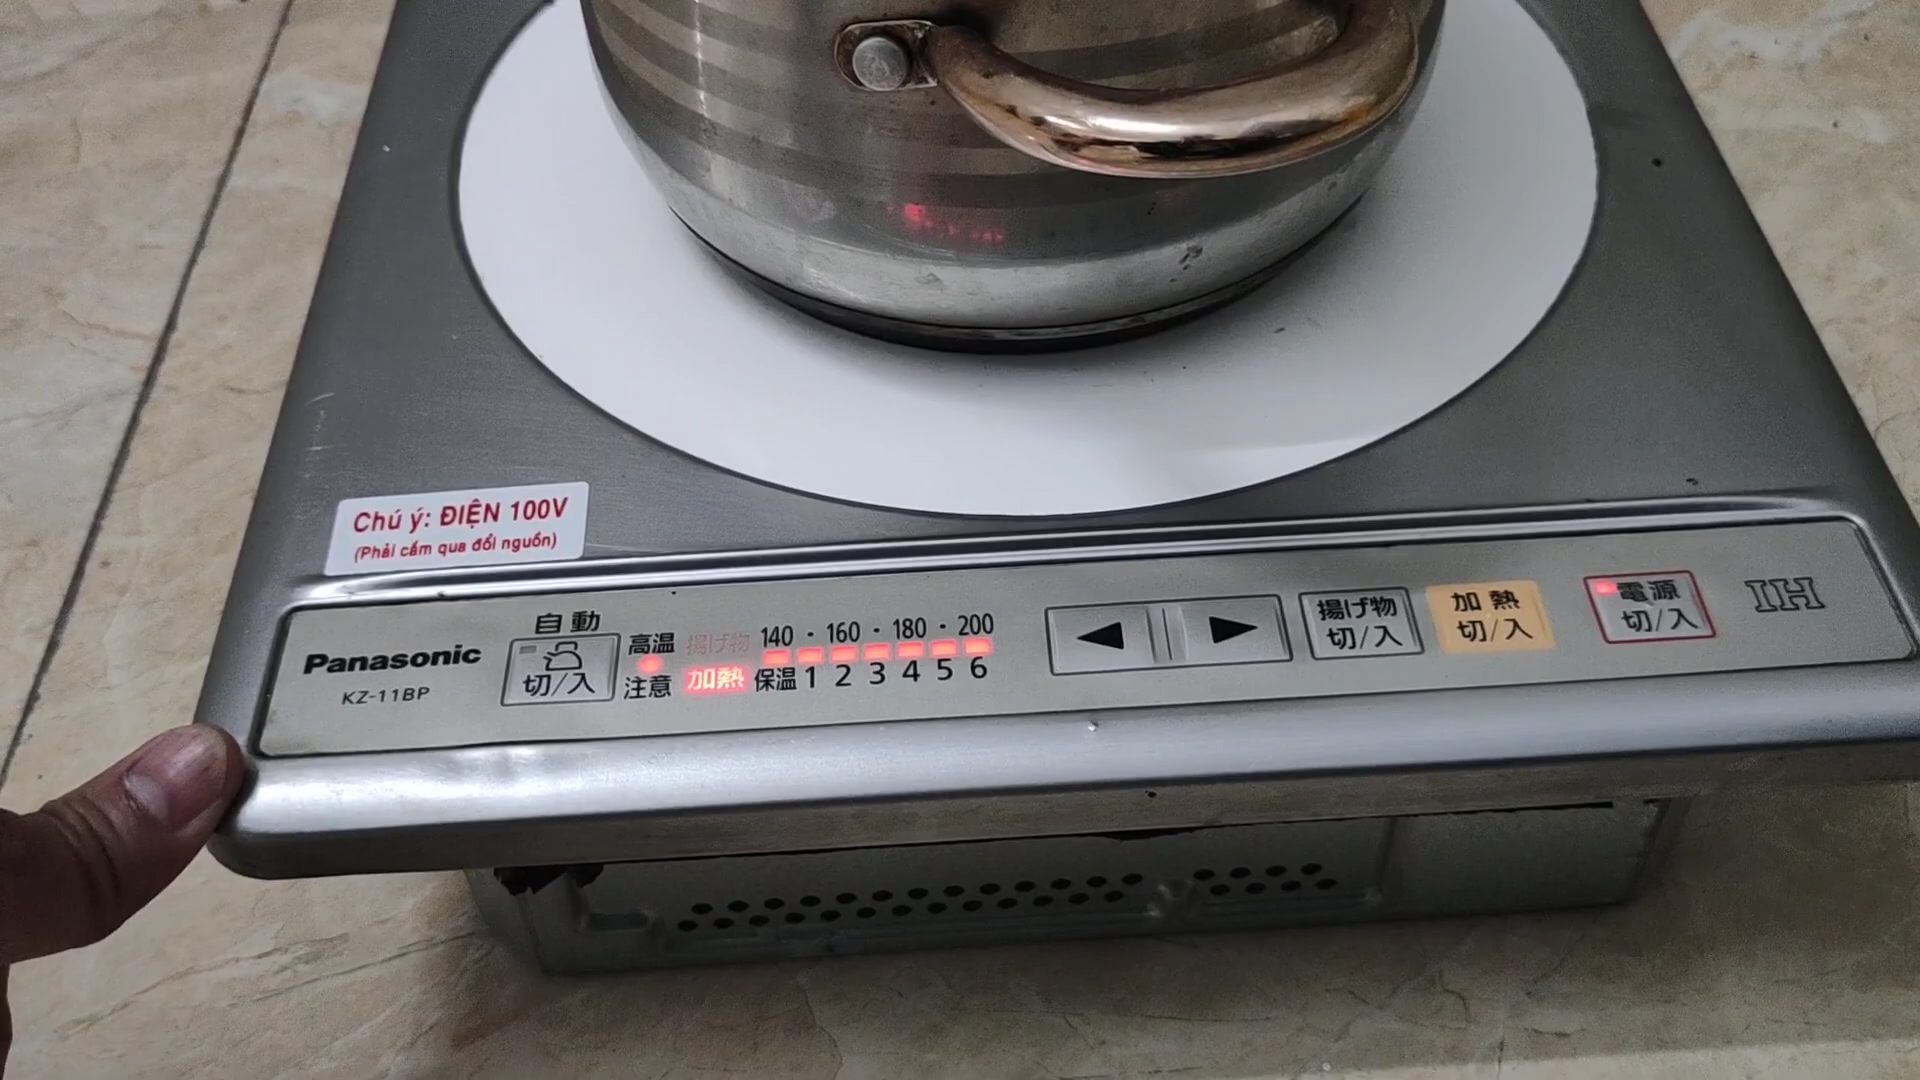 Chú ý: ĐIỆN 100V
(Phải cắm qua đổi nguồn)
Panasonic
KZ-11BP
自動
切/入
高温
注意
揚げ物
加熱
140 · 160 · 180 · 200
保温 1 2 3 4 5 6
◀ ▶
揚げ物
切/入
加熱
切/入
電源
切/入
IH